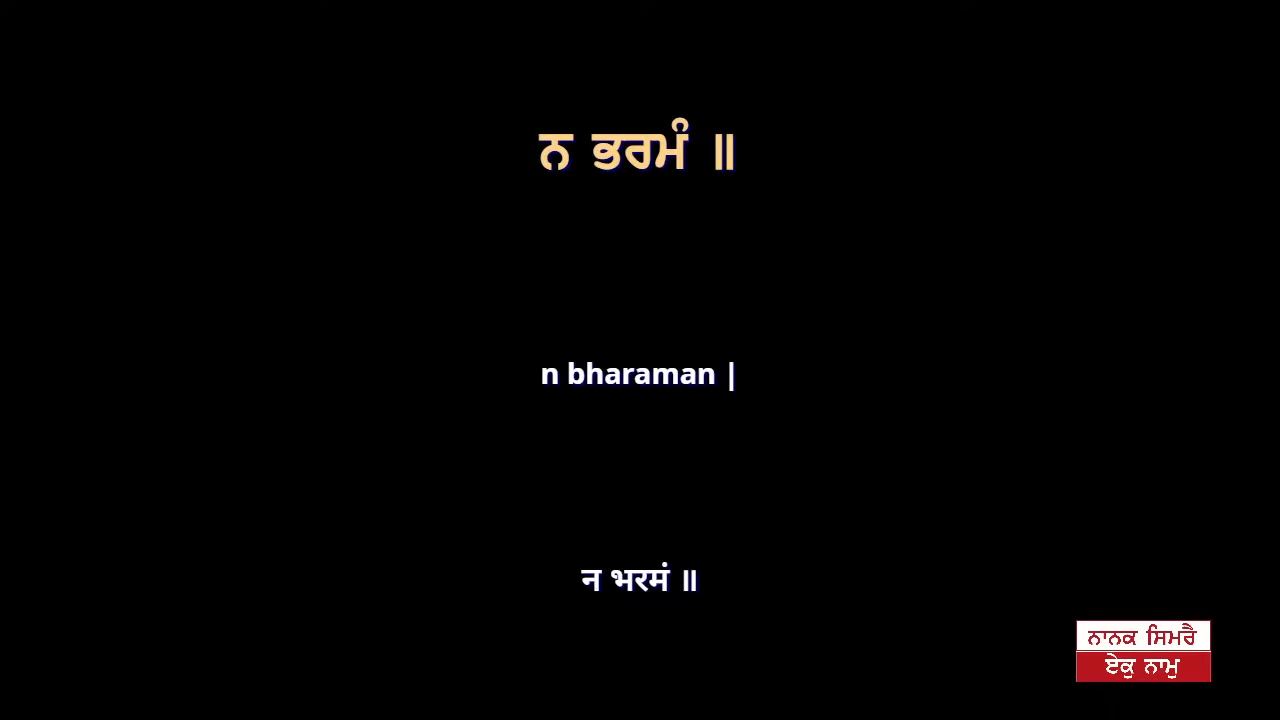 ਨ ਭਰਮੰ ॥
n bharaman |
न भरमं ॥
ਨਾਨਕ ਸਿਮਰੈ
ਏਕੁ ਨਾਮੁ